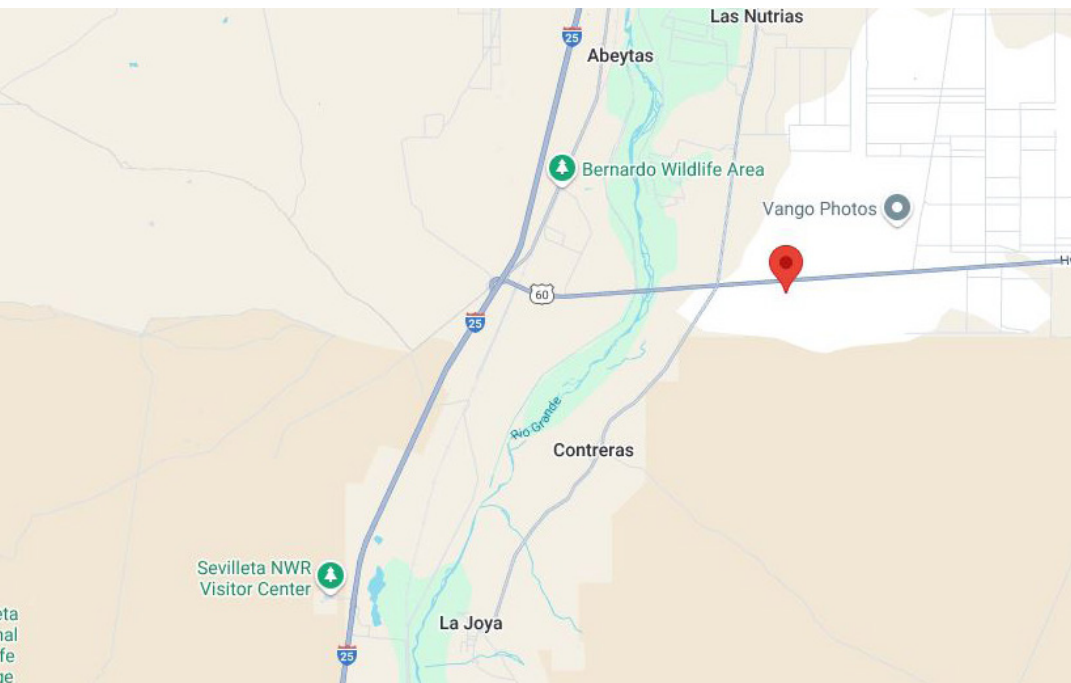 Las Nutrias
25
Abeytas
Bernardo Wildlife Area
Vango Photos
60
25
Rio Grande
Contreras
Sevilleta NWR
Visitor Center
La Joya
25